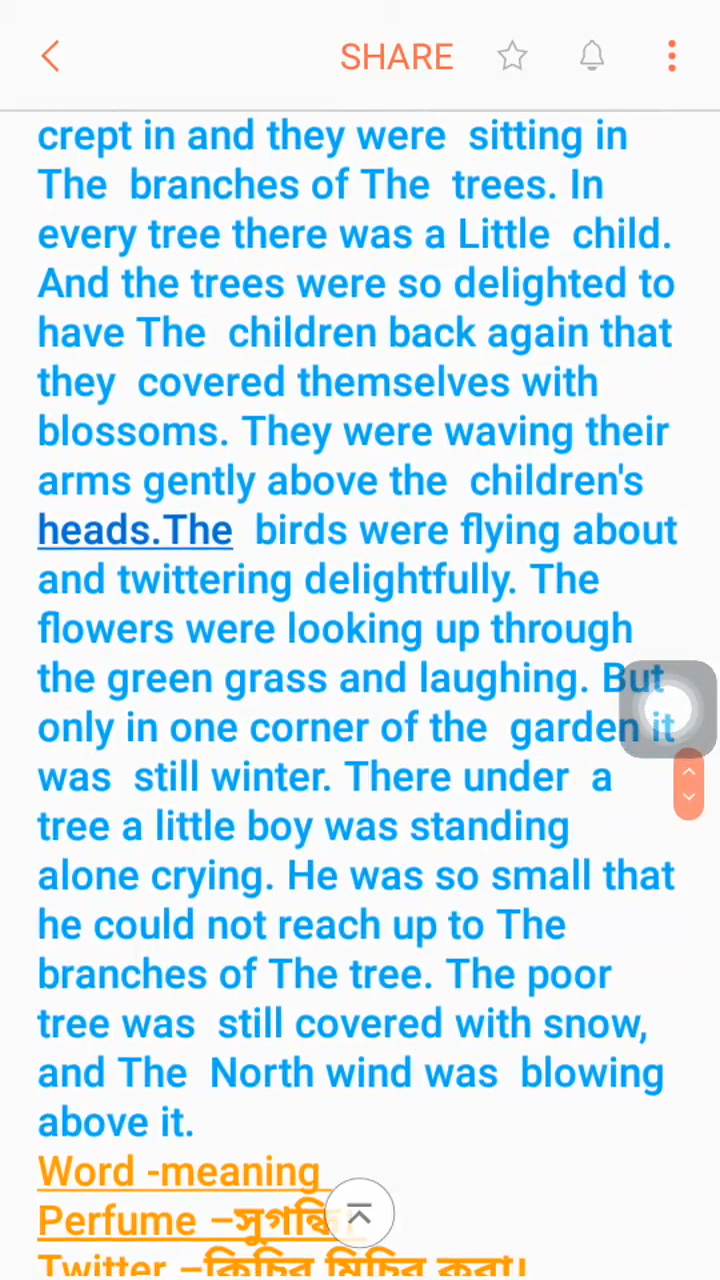 SHARE
crept in and they were sitting in
The branches of The trees. In
every tree there was a Little child.
And the trees were so delighted to
have The children back again that
they covered themselves with
blossoms. They were waving their
arms gently above the children's
heads.The birds were flying about
and twittering delightfully. The
flowers were looking up through
the green grass and laughing. But
only in one corner of the garden it
was still winter. There under a
tree a little boy was standing
alone crying. He was so small that
he could not reach up to The
branches of The tree. The poor
tree was still covered with snow,
and The North wind was blowing
above it.
Word -meaning
Perfume –সুগন্ধি
Twitter –কিচির মিচির করা।